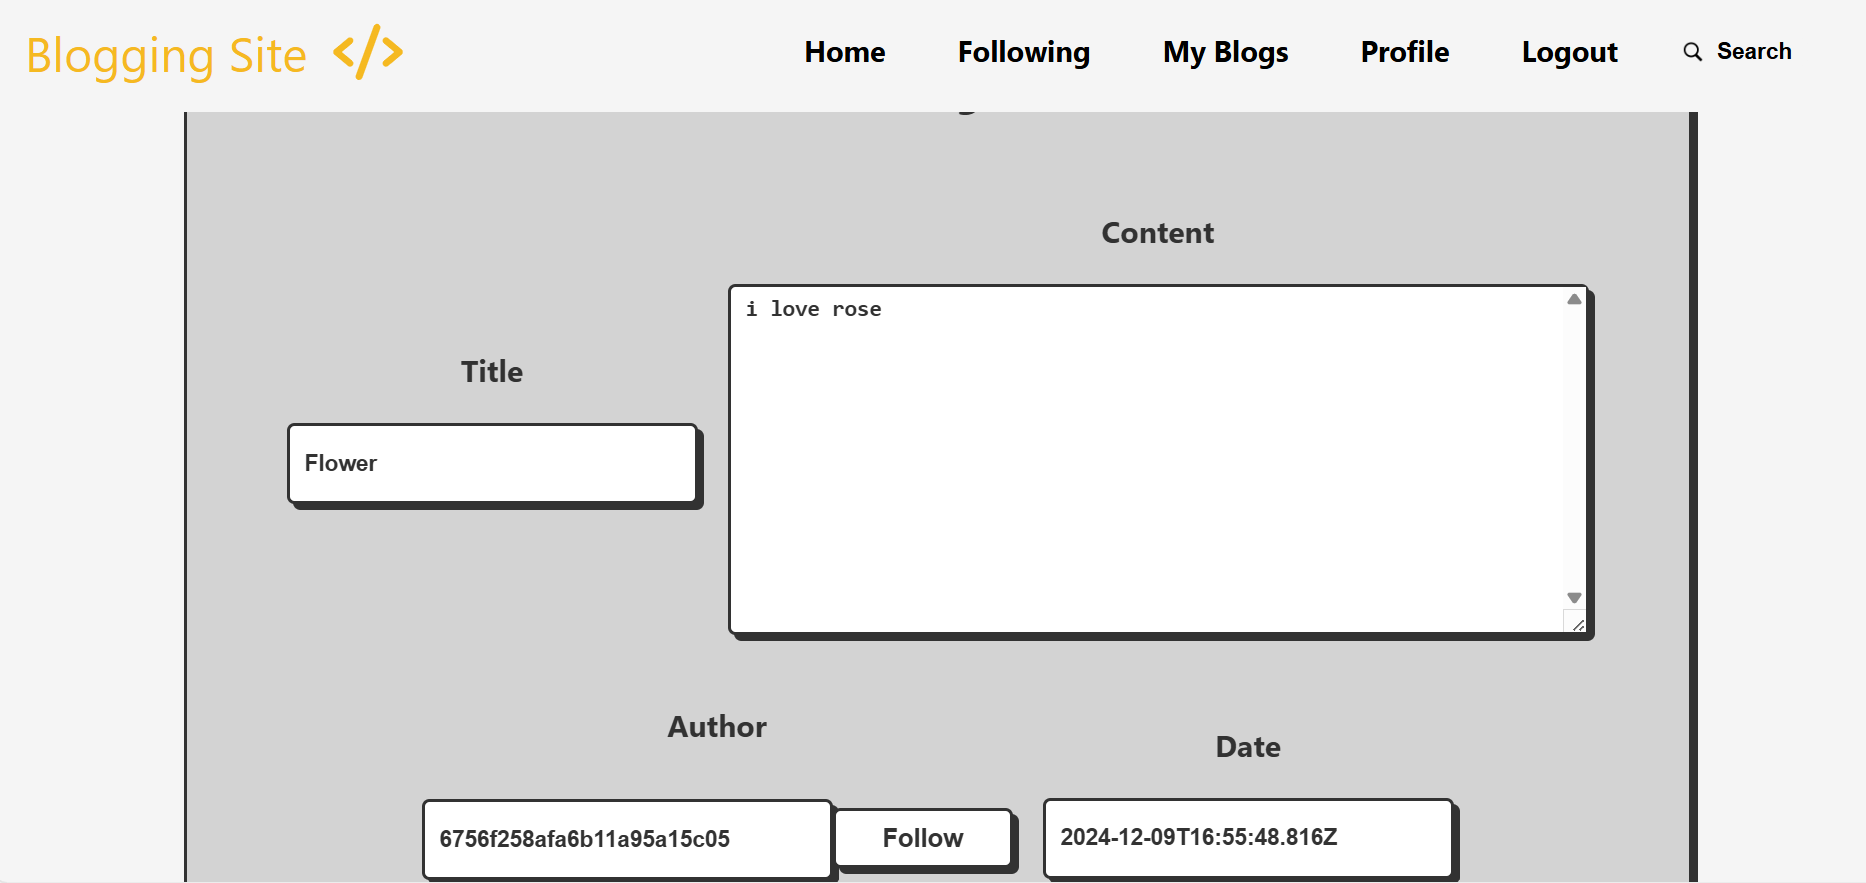 Blogging Site </>
Home Following My Blogs Profile Logout Search
Content
i love rose
Title
Flower
Author
Date
6756f258afa6b11a95a15c05
Follow
2024-12-09T16:55:48.816Z